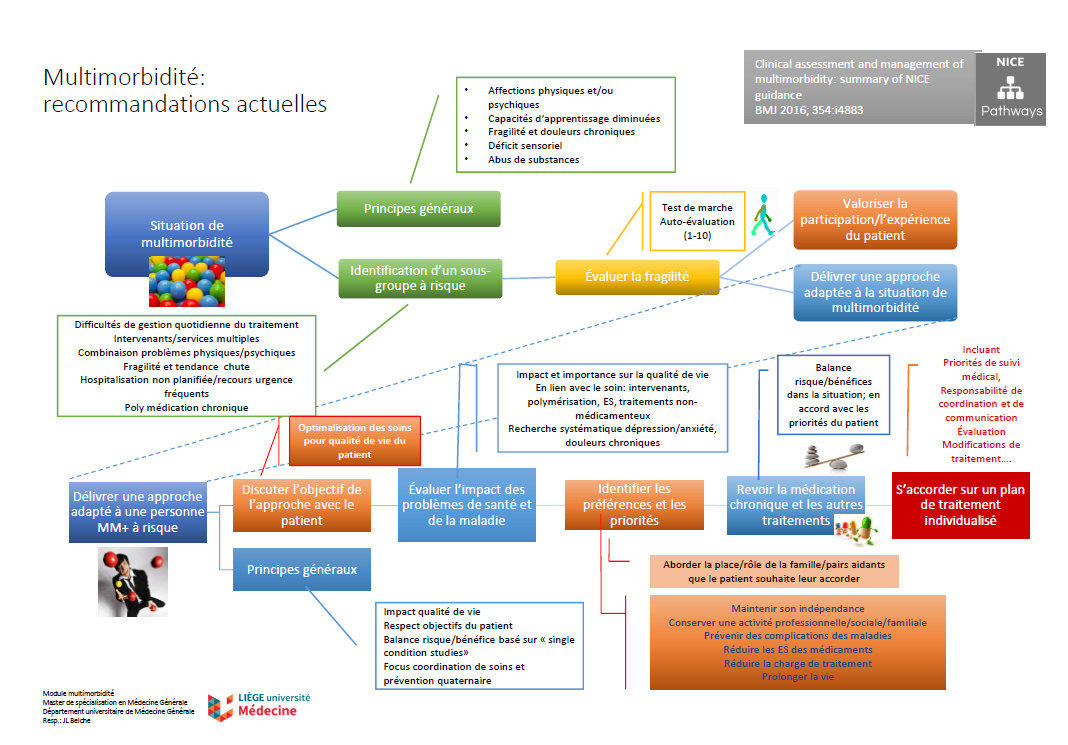 Multimorbidité:
recommandations actuelles
Clinical assessment and management of
multimorbidity: summary of NICE
guidance
BMJ 2016; 354:i4883
NICE
Pathways
• Affections physiques et/ou
psychiques
• Capacités d'apprentissage diminuées
• Fragilité et douleurs chroniques
• Déficit sensoriel
• Abus de substances
Situation de
multimorbidité
Principes généraux
Identification d'un sous-
groupe à risque
Test de marche
Auto-évaluation
(1-10)
Évaluer la fragilité
Valoriser la
participation/l'expérience
du patient
Délivrer une approche
adaptée à la situation de
multimorbidité
Difficultés de gestion quotidienne du traitement
Intervenants/services multiples
Combinaison problèmes physiques/psychiques
Fragilité et tendance chute
Hospitalisation non planifiée/recours urgence
fréquents
Poly médication chronique
Optimalisation des soins
pour qualité de vie du
patient
Impact et importance sur la qualité de vie
En lien avec le soin: intervenants,
polymérisation, ES, traitements non-
médicamenteux
Recherche systématique dépression/anxiété,
douleurs chroniques
Balance
risque/bénéfices
dans la situation; en
accord avec les
priorités du patient
Incluant
Priorités de suivi
médical,
Responsabilité de
coordination et de
communication
Évaluation
Modifications de
traitement....
Délivrer une approche
adapté à une personne
MM+ à risque
Discuter l'objectif de
l'approche avec le
patient
Évaluer l'impact des
problèmes de santé et
de la maladie
Identifier les
préférences et les
priorités
Revoir la médication
chronique et les autres
traitements
S'accorder sur un plan
de traitement
individualisé
Principes généraux
Aborder la place/rôle de la famille/pairs aidants
que le patient souhaite leur accorder
Impact qualité de vie
Respect objectifs du patient
Balance risque/bénéfice basé sur « single
condition studies»
Focus coordination de soins et
prévention quaternaire
Maintenir son indépendance
Conserver une activité professionnelle/sociale/familiale
Prévenir des complications des maladies
Réduire les ES des médicaments
Réduire la charge de traitement
Prolonger la vie
Module multimorbidité
Master de spécialisation en Médecine Générale
Département universitaire de Médecine Générale
Resp.: JL Belche
LIÈGE université
Médecine